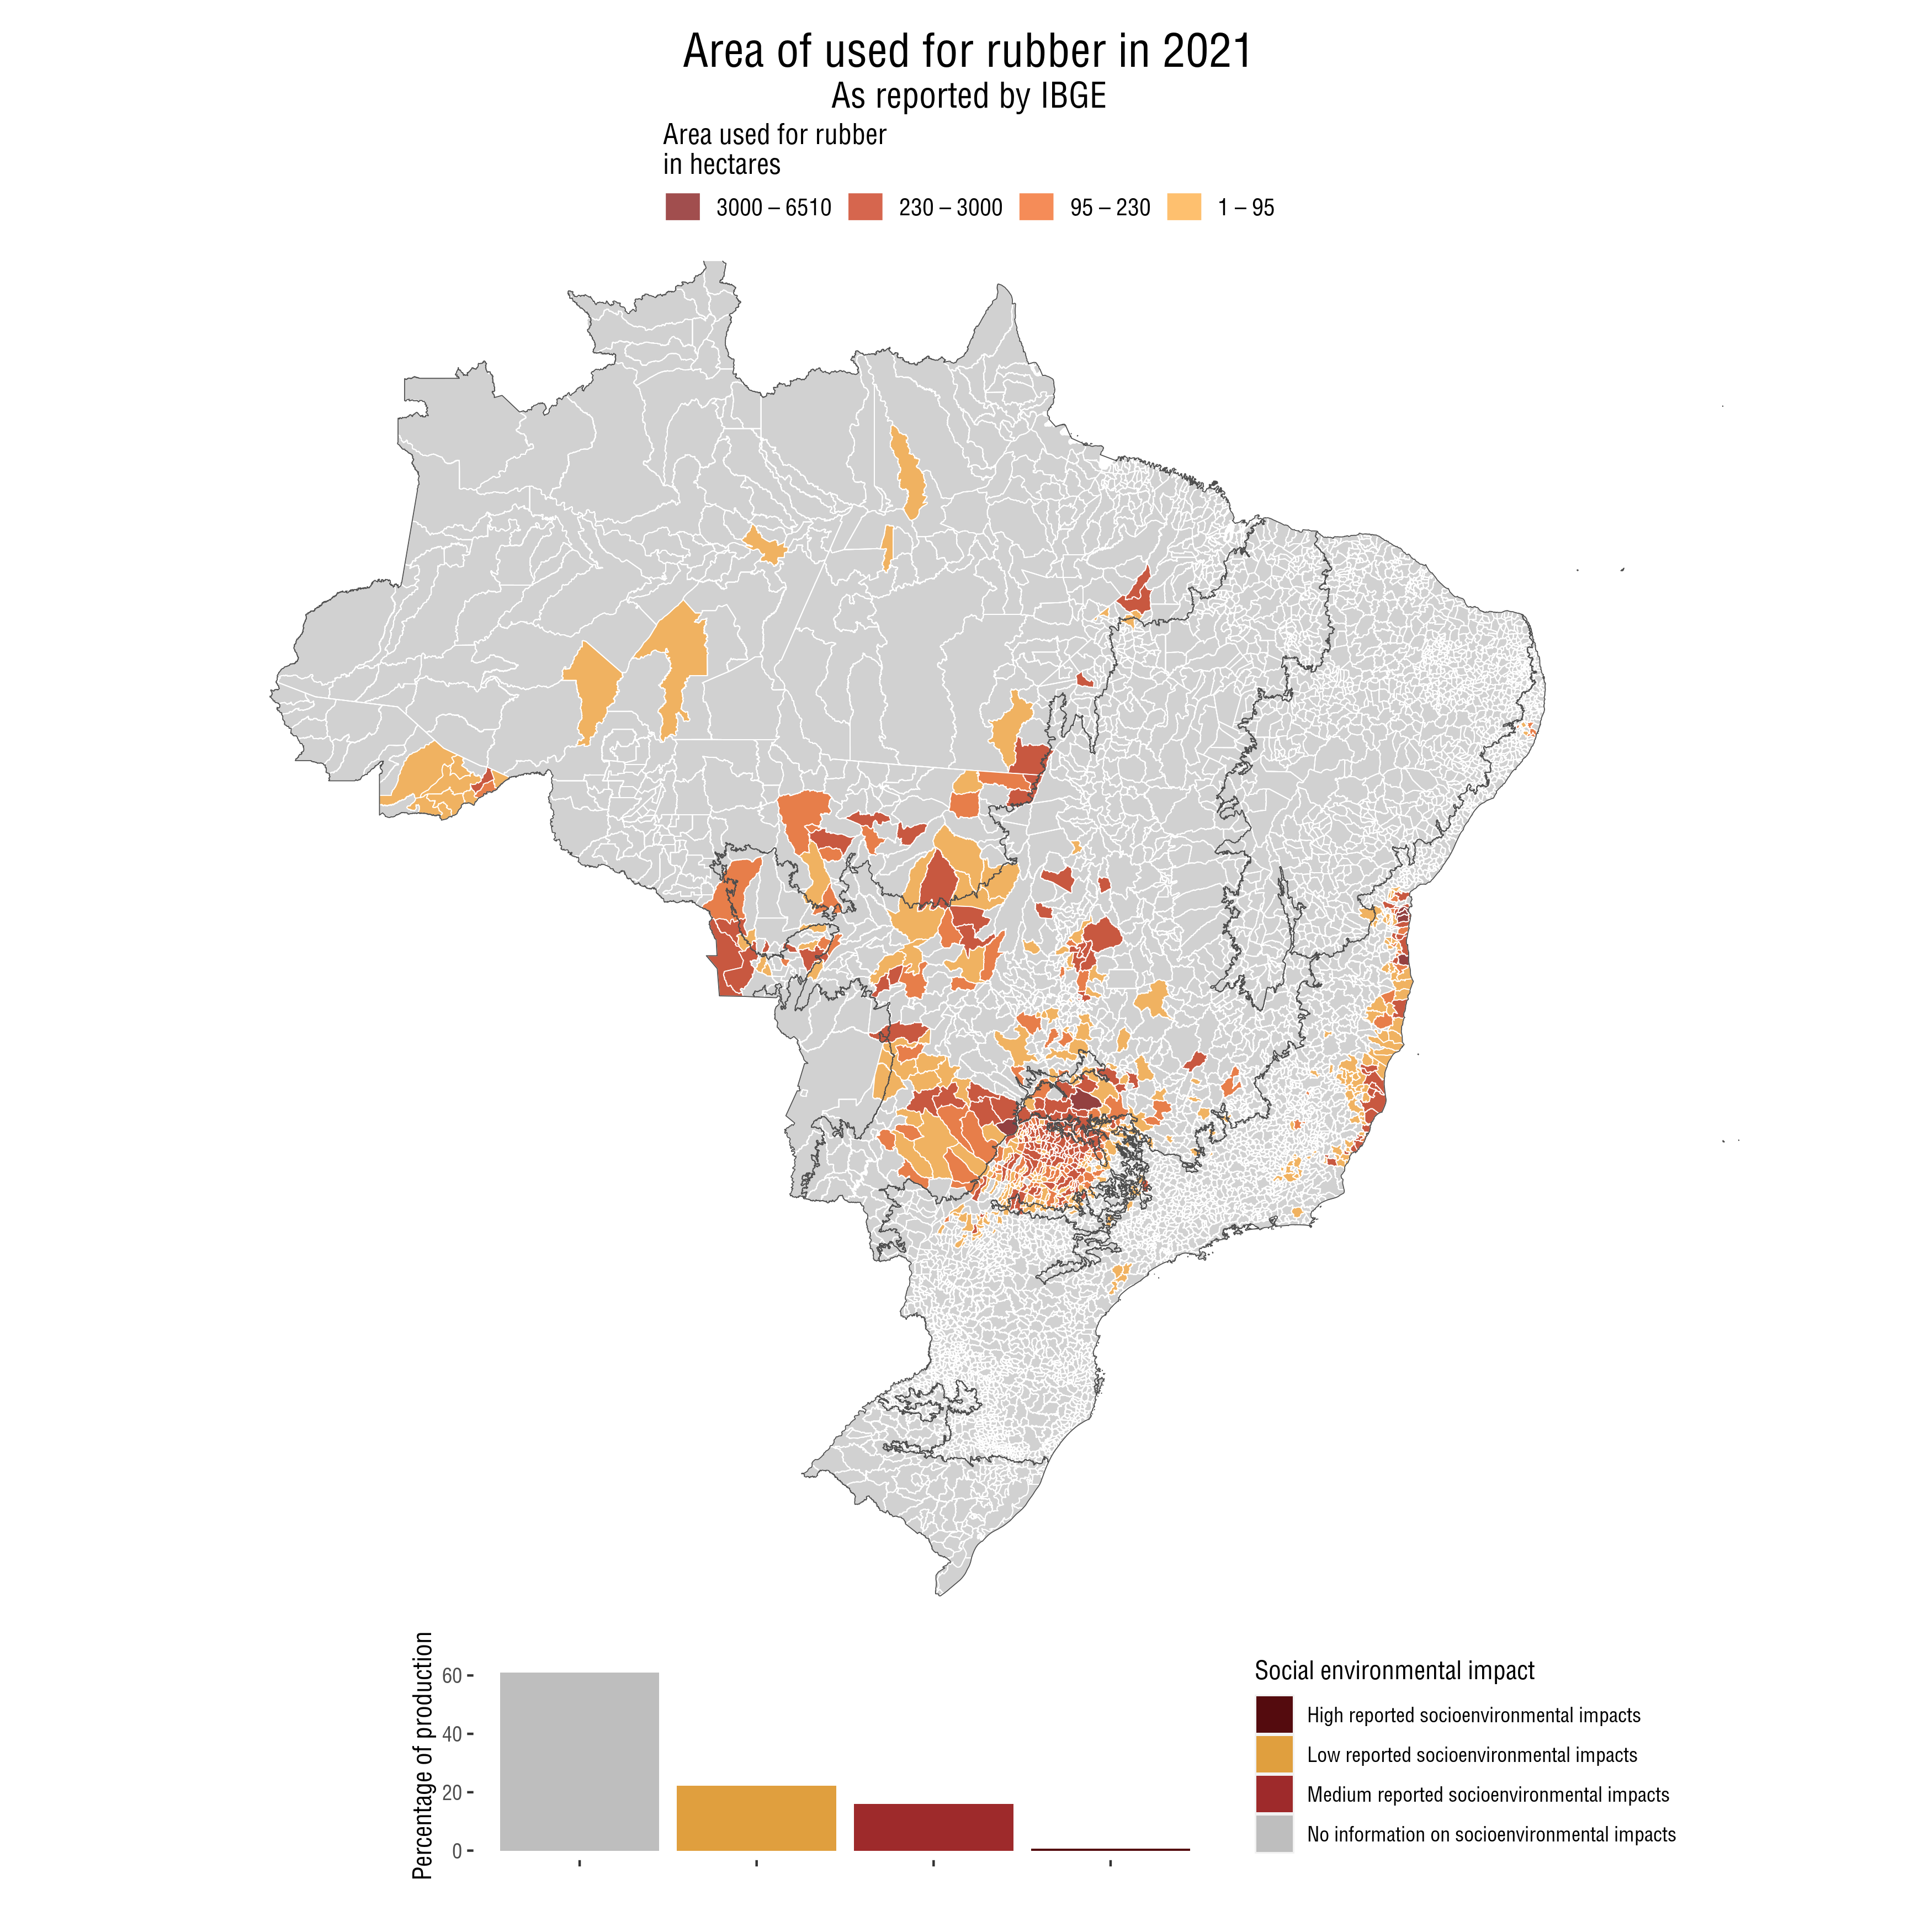 Area of used for rubber in 2021
As reported by IBGE
Area used for rubber
in hectares
3000 – 6510
230 – 3000
95 – 230
1 – 95
Percentage of production
60
40
20
0
Social environmental impact
High reported socioenvironmental impacts
Low reported socioenvironmental impacts
Medium reported socioenvironmental impacts
No information on socioenvironmental impacts